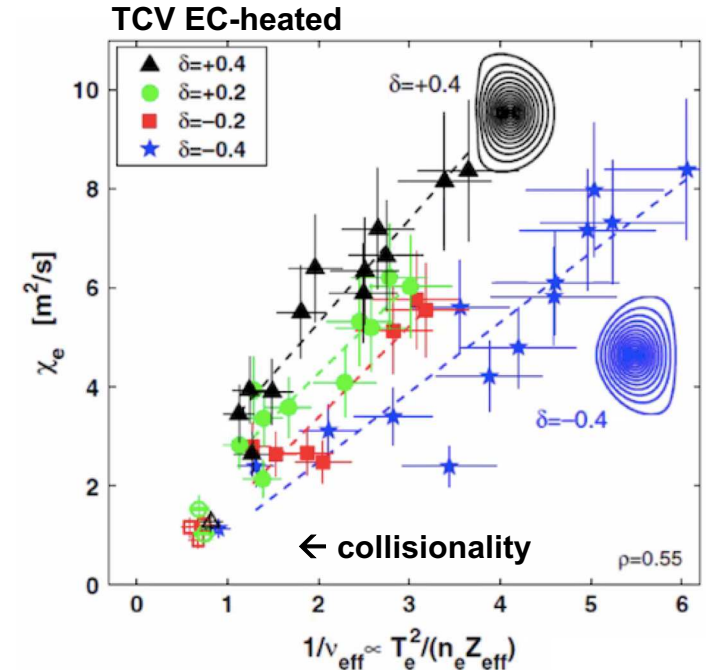 TCV EC-heated
δ=+0.4
δ=+0.2
δ=−0.2
δ=−0.4
δ=+0.4
δ=−0.4
← collisionality
ρ=0.55
χe [m²/s]
10
8
6
4
2
0
0 1 2 3 4 5 6
1/νeff ∝ Te²/(neZeff)